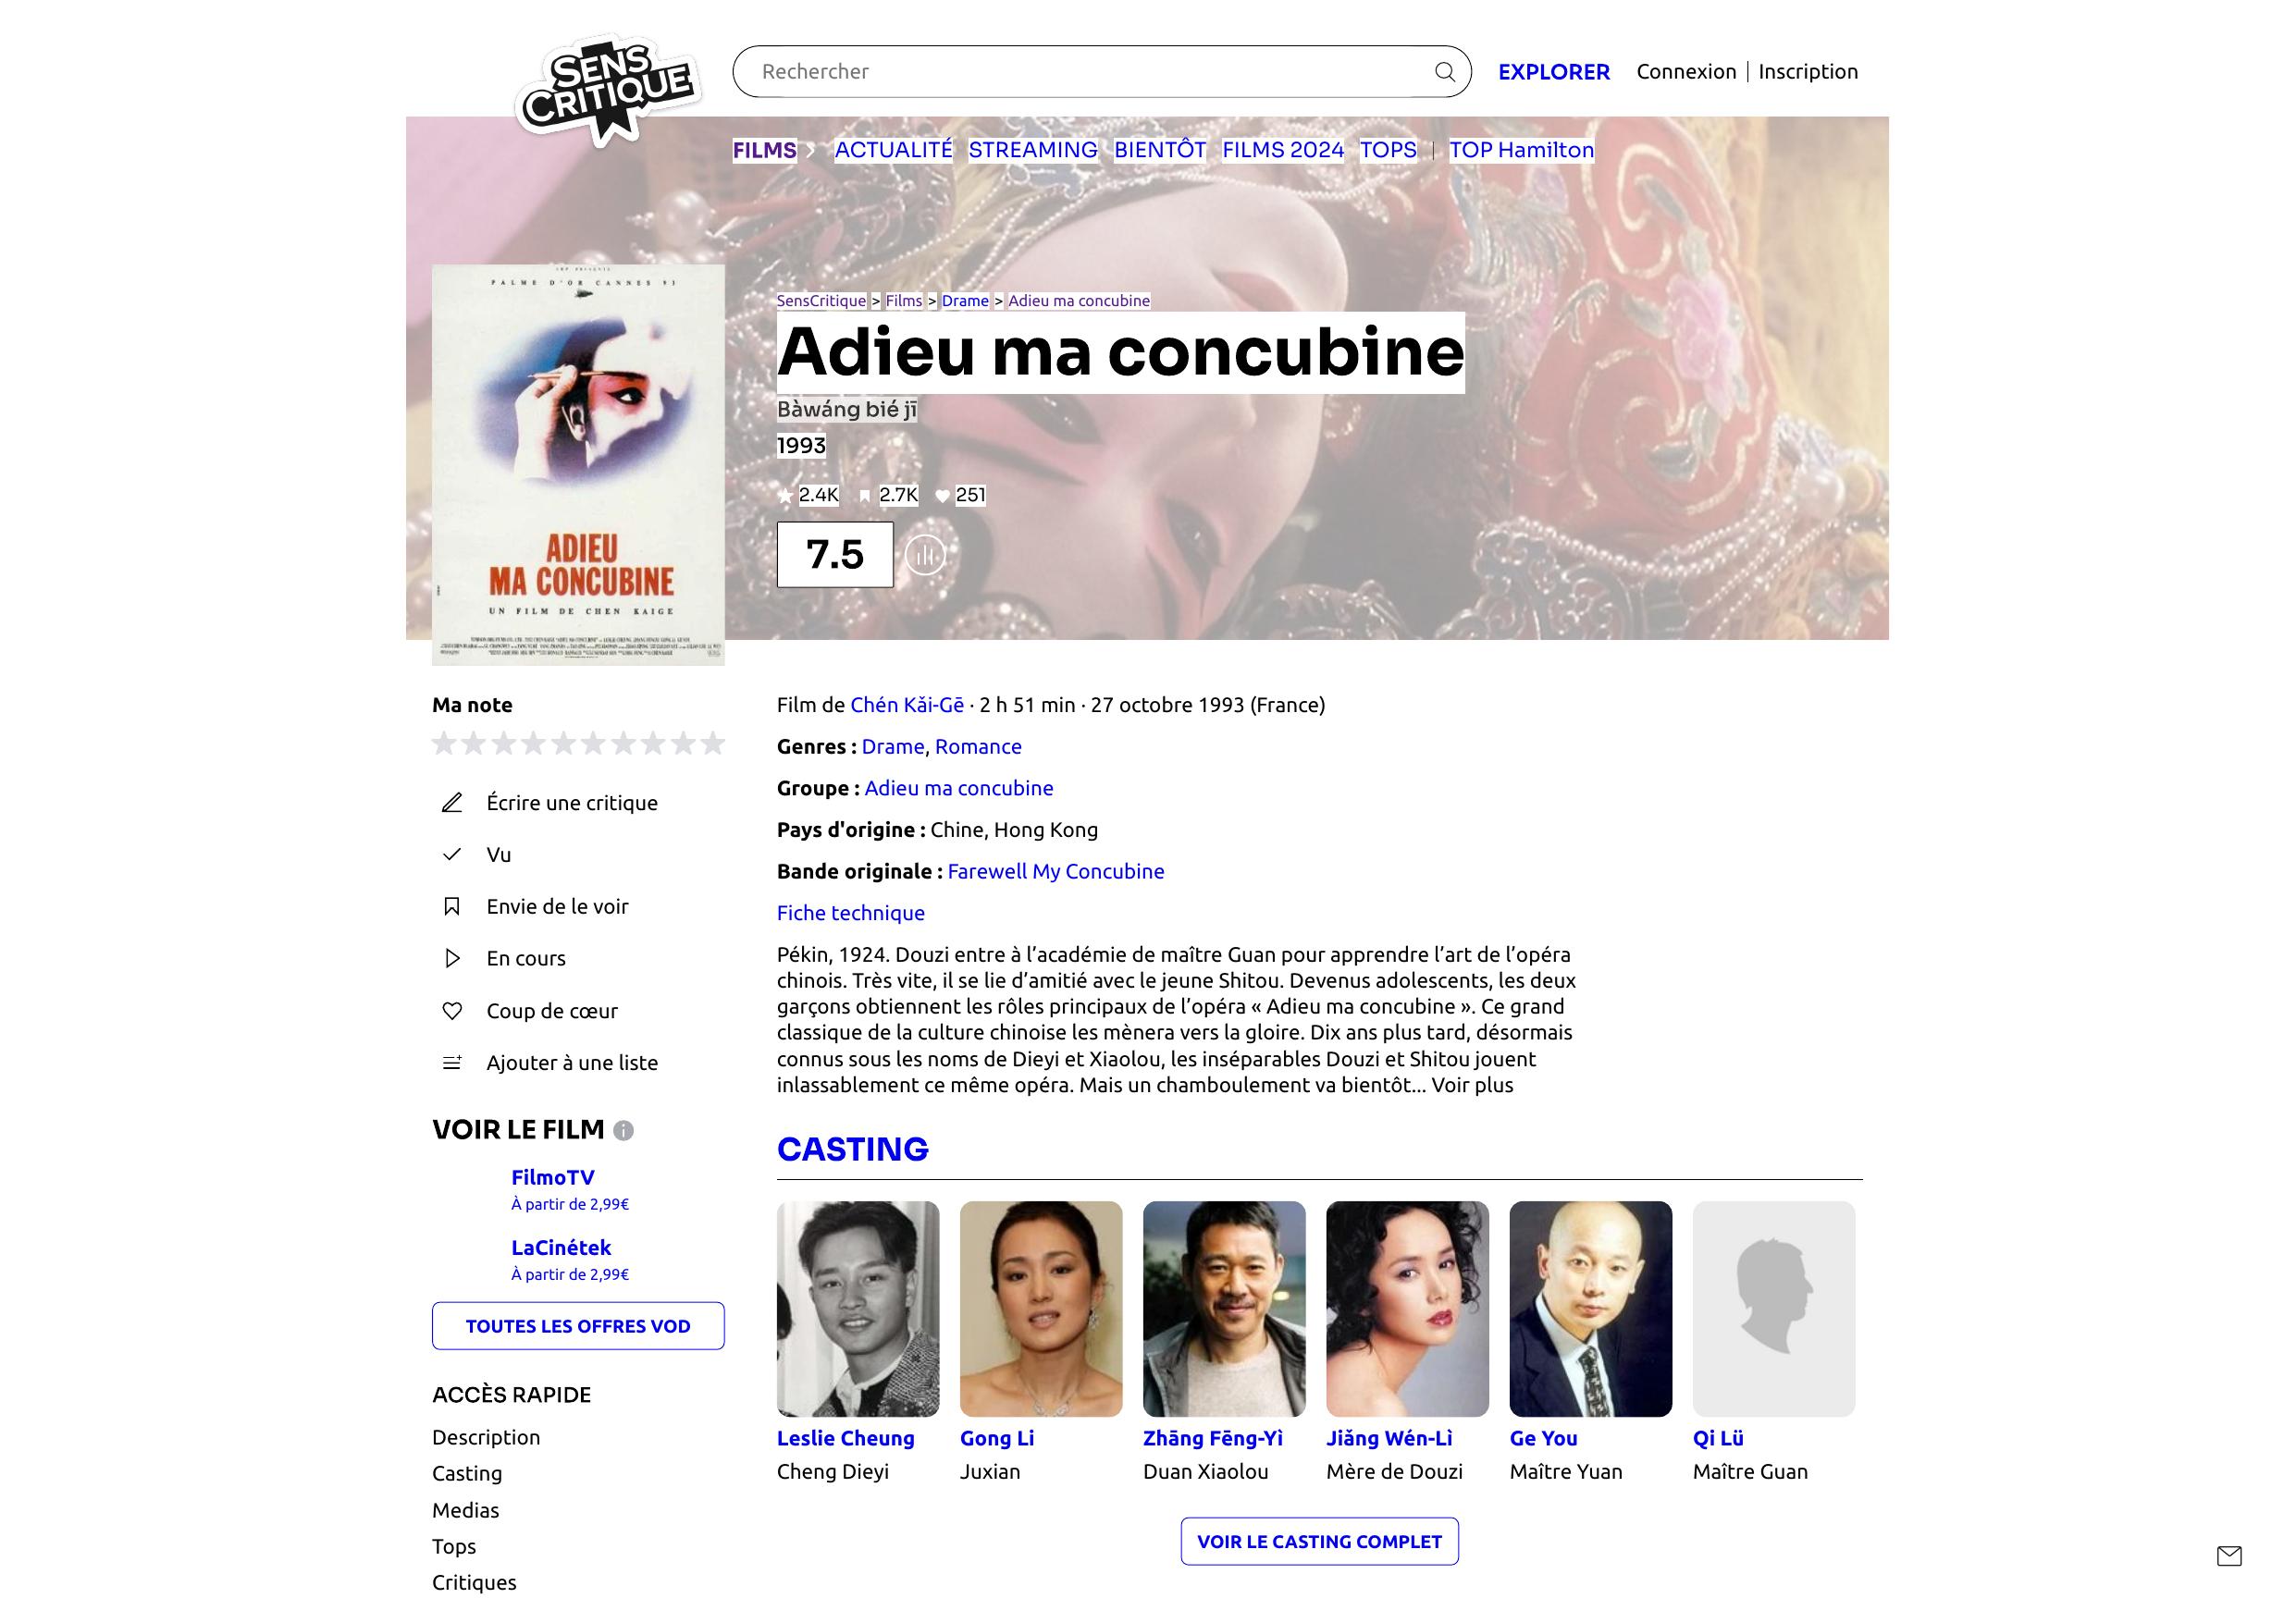 SENS
CRITIQUE
Rechercher
EXPLORER
Connexion | Inscription
FILMS
ACTUALITÉ
STREAMING
BIENTÔT
FILMS 2024
TOPS
|
TOP Hamilton
PALME D'OR CANNES 93
ADIEU
MA CONCUBINE
UN FILM DE CHEN KAIGE
SensCritique > Films > Drame > Adieu ma concubine
Adieu ma concubine
Bàwáng bié jī
1993
2.4K 2.7K 251
7.5
Ma note
Écrire une critique
Vu
Envie de le voir
En cours
Coup de cœur
Ajouter à une liste
VOIR LE FILM
FilmoTV
À partir de 2,99€
LaCinétek
À partir de 2,99€
TOUTES LES OFFRES VOD
ACCÈS RAPIDE
Description
Casting
Medias
Tops
Critiques
Film de Chén Kǎi-Gē · 2 h 51 min · 27 octobre 1993 (France)
Genres : Drame, Romance
Groupe : Adieu ma concubine
Pays d'origine : Chine, Hong Kong
Bande originale : Farewell My Concubine
Fiche technique
Pékin, 1924. Douzi entre à l’académie de maître Guan pour apprendre l’art de l’opéra
chinois. Très vite, il se lie d’amitié avec le jeune Shitou. Devenus adolescents, les deux
garçons obtiennent les rôles principaux de l’opéra « Adieu ma concubine ». Ce grand
classique de la culture chinoise les mènera vers la gloire. Dix ans plus tard, désormais
connus sous les noms de Dieyi et Xiaolou, les inséparables Douzi et Shitou jouent
inlassablement ce même opéra. Mais un chamboulement va bientôt... Voir plus
CASTING
Leslie Cheung
Cheng Dieyi
Gong Li
Juxian
Zhāng Fēng-Yì
Duan Xiaolou
Jiǎng Wén-Lì
Mère de Douzi
Ge You
Maître Yuan
Qi Lü
Maître Guan
VOIR LE CASTING COMPLET